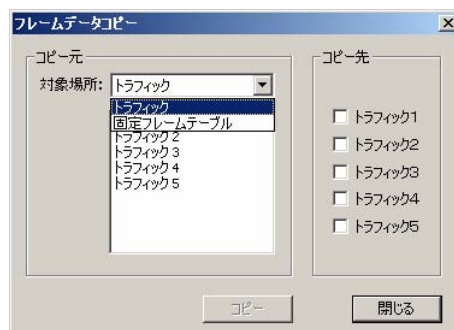 フレームデータコピー
コピー元
対象場所: トラフィック
トラフィック
固定フレームテーブル
トラフィック2
トラフィック3
トラフィック4
トラフィック5
コピー先
トラフィック1
トラフィック2
トラフィック3
トラフィック4
トラフィック5
コピー
閉じる